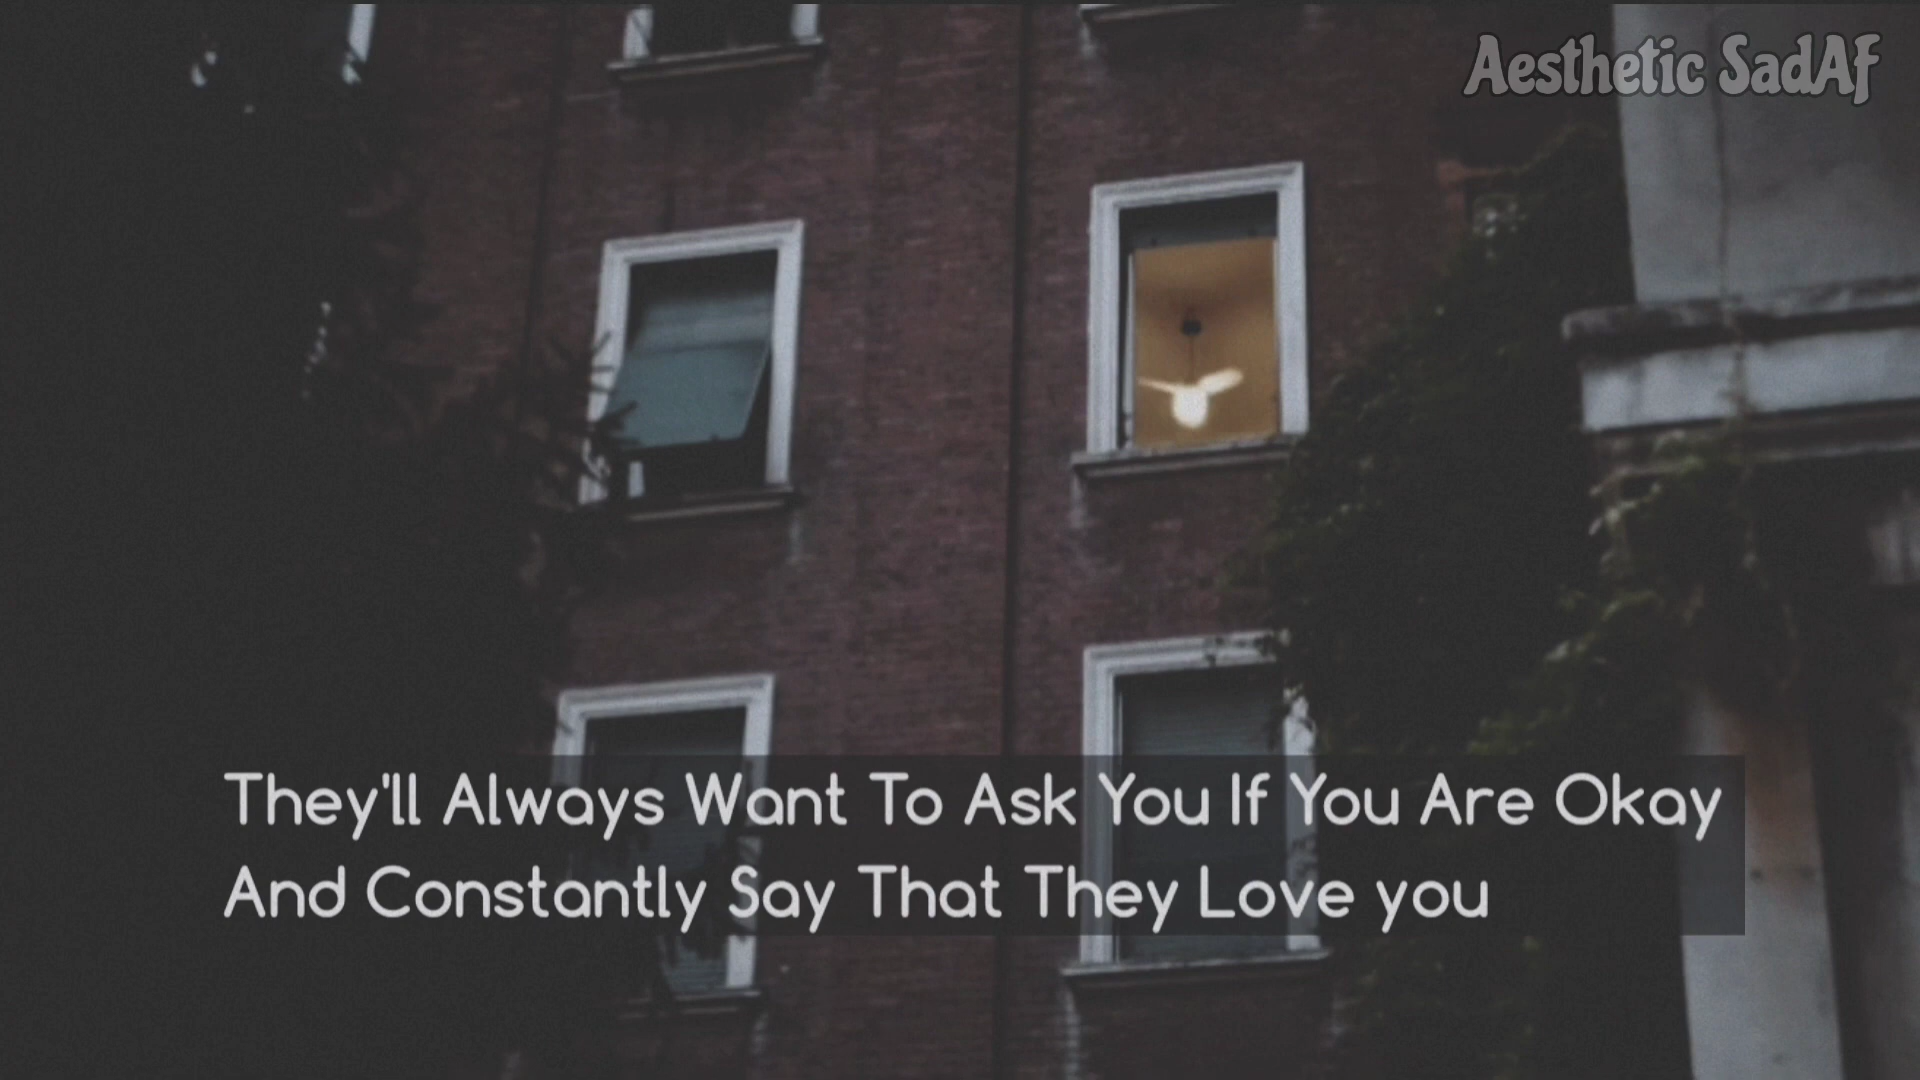 Aesthetic SadAf
They'll Always Want To Ask You If You Are Okay
And Constantly Say That They Love you